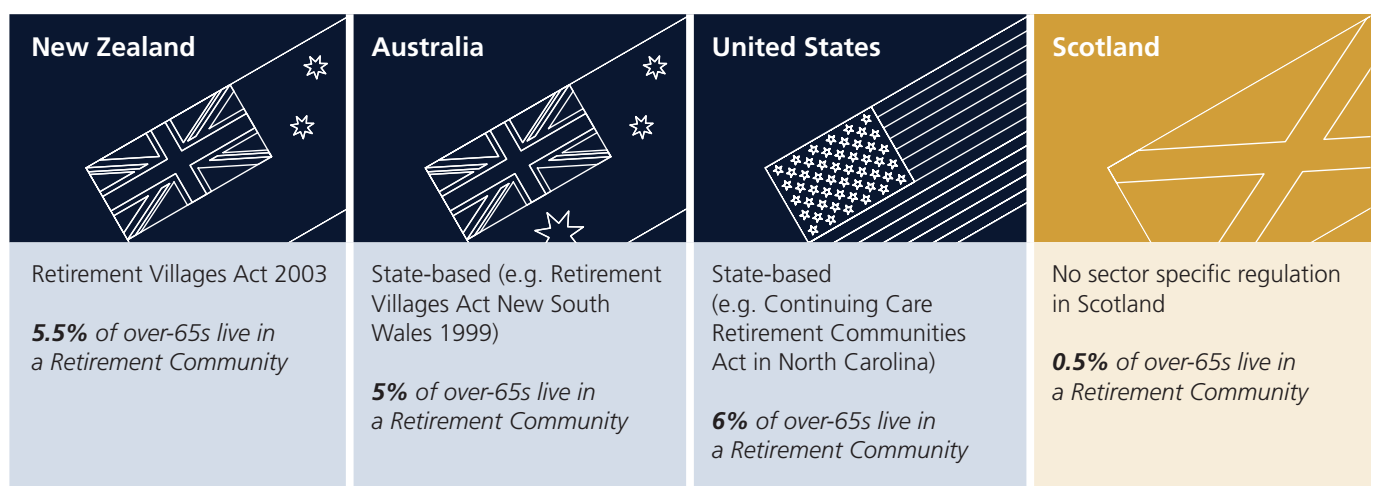 New Zealand
Retirement Villages Act 2003
5.5% of over-65s live in
a Retirement Community
Australia
State-based (e.g. Retirement
Villages Act New South
Wales 1999)
5% of over-65s live in
a Retirement Community
United States
State-based
(e.g. Continuing Care
Retirement Communities
Act in North Carolina)
6% of over-65s live in
a Retirement Community
Scotland
No sector specific regulation
in Scotland
0.5% of over-65s live in
a Retirement Community